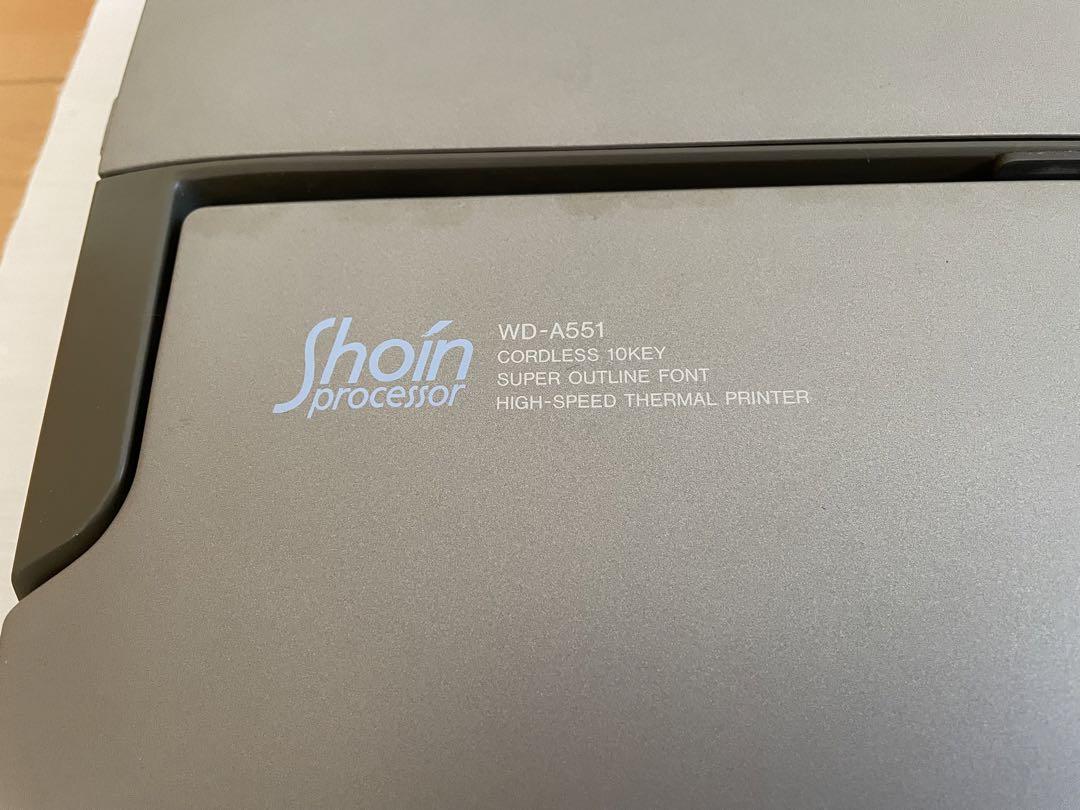 Shoin
processor
WD-A551
CORDLESS 10KEY
SUPER OUTLINE FONT
HIGH-SPEED THERMAL PRINTER